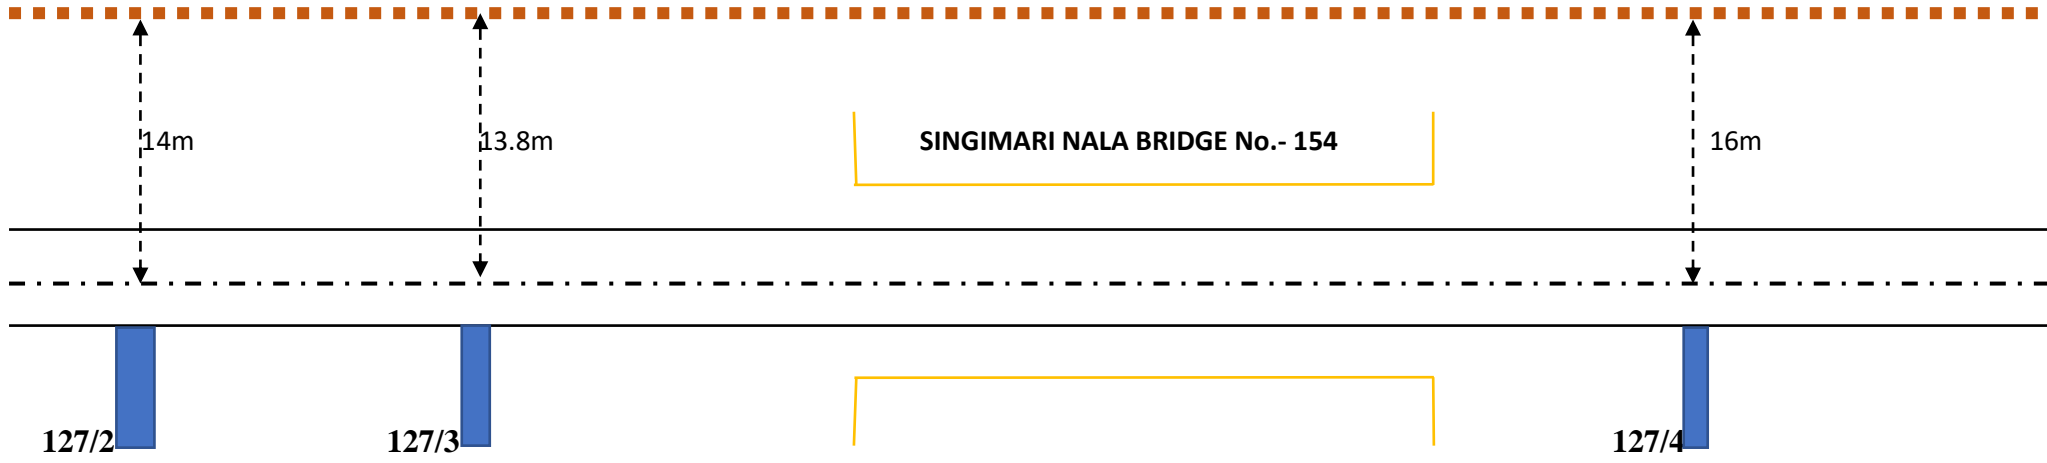 14m
13.8m
SINGIMARI NALA BRIDGE No.- 154
16m
127/2
127/3
127/4